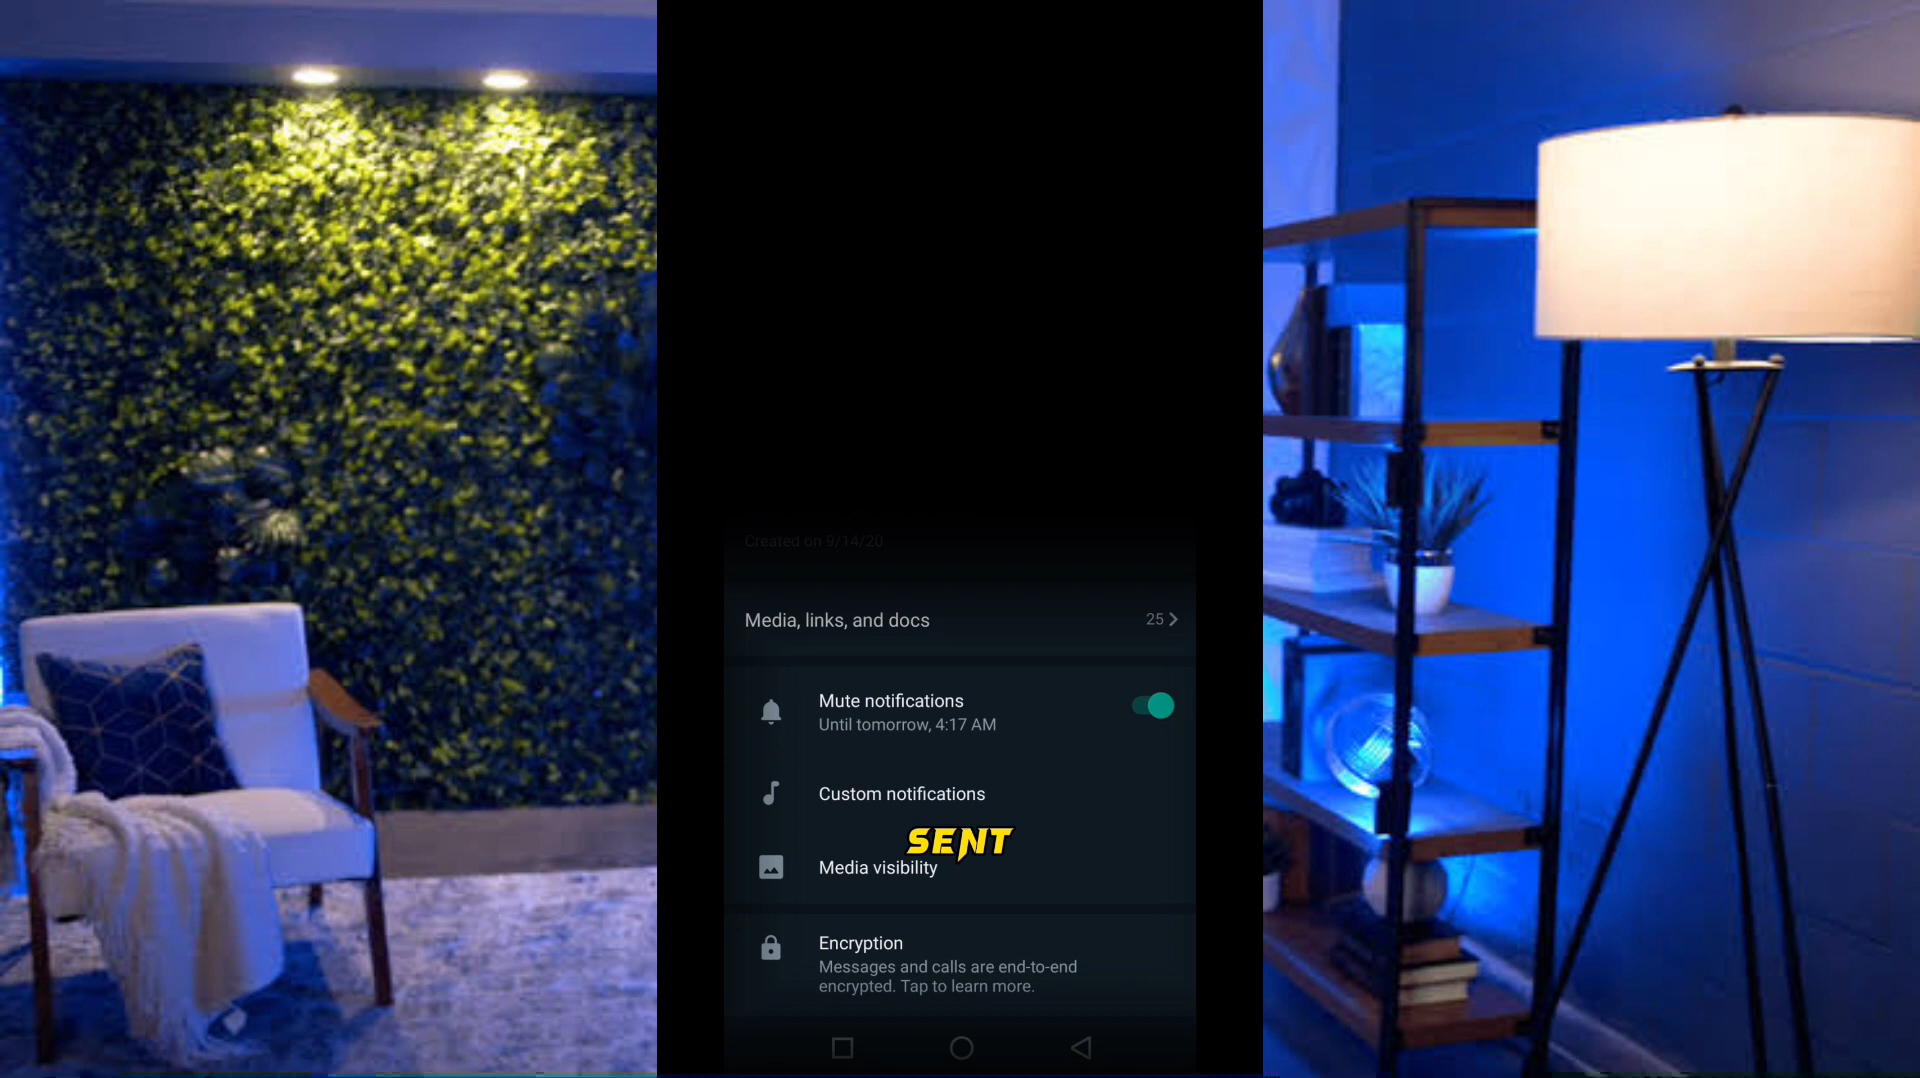 Created on 9/14/20
Media, links, and docs
25
Mute notifications
Until tomorrow, 4:17 AM
Custom notifications
SENT
Media visibility
Encryption
Messages and calls are end-to-end
encrypted. Tap to learn more.